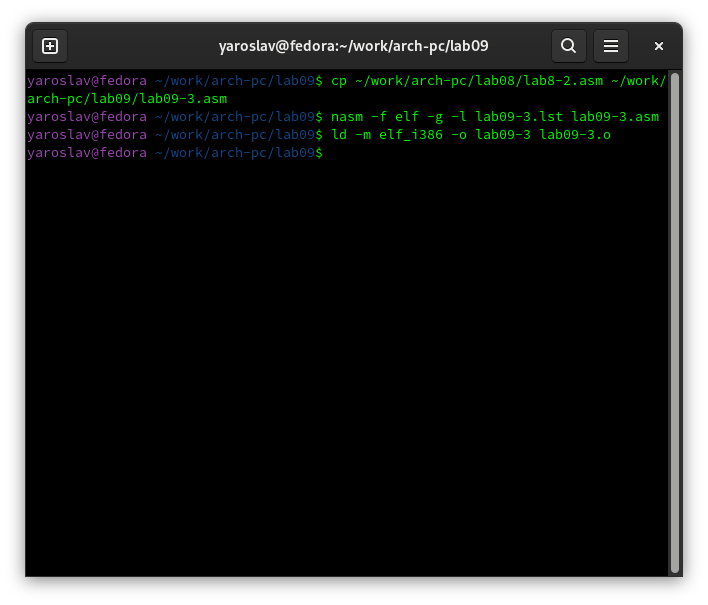 yaroslav@fedora:~/work/arch-pc/lab09
yaroslav@fedora ~/work/arch-pc/lab09$ cp ~/work/arch-pc/lab08/lab8-2.asm ~/work/
arch-pc/lab09/lab09-3.asm
yaroslav@fedora ~/work/arch-pc/lab09$ nasm -f elf -g -l lab09-3.lst lab09-3.asm
yaroslav@fedora ~/work/arch-pc/lab09$ ld -m elf_i386 -o lab09-3 lab09-3.o
yaroslav@fedora ~/work/arch-pc/lab09$